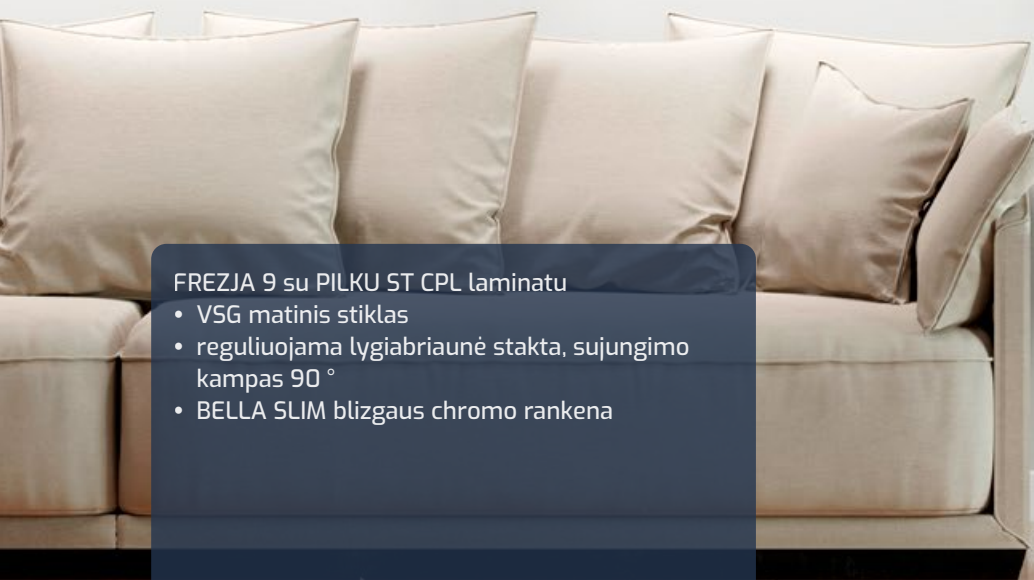 FREZJA 9 su PILKU ST CPL laminatu
• VSG matinis stiklas
• reguliuojama lygiabriaunė stakta, sujungimo
kampas 90 °
• BELLA SLIM blizgaus chromo rankena